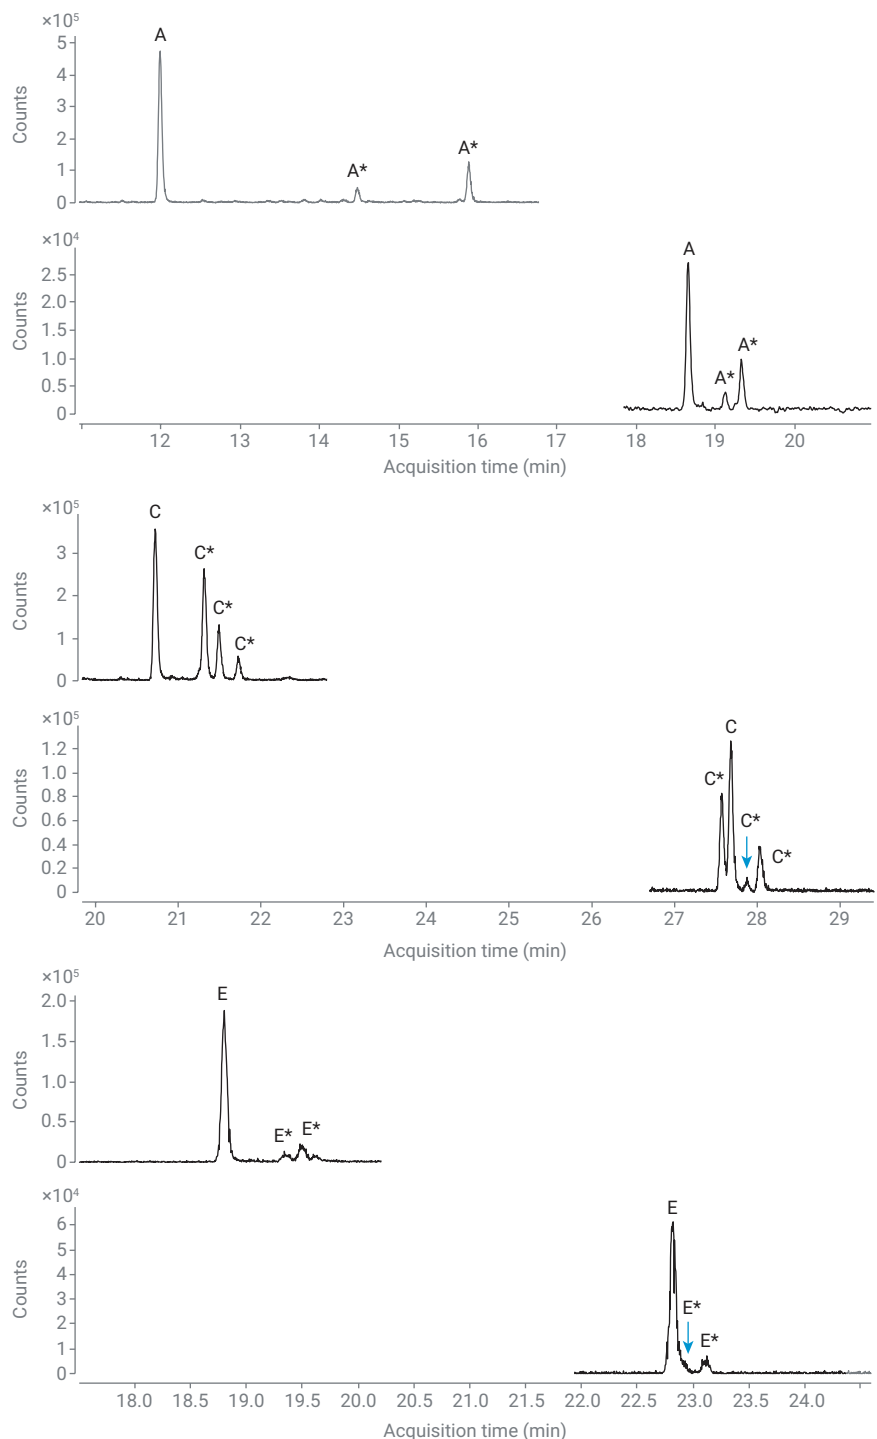 ×10⁵
A
5
4
A*
3
A*
2
1
0
Counts
×10⁴
A
2.5
2.0
A*
1.5
A*
1.0
0.5
0
Counts
12 13 14 15 16 17 18 19 20
Acquisition time (min)
×10⁵
C
3
C*
2
C*
C*
1
0
Counts
×10⁵
C
1.2
1.0
C*
0.8
C*
0.6
0.4
C*
0.2
0
Counts
20 21 22 23 24 25 26 27 28 29
Acquisition time (min)
×10⁵
E
2.0
1.5
1.0
0.5
E*
E*
0
Counts
×10⁴
E
6
5
4
3
E*
2
E*
1
0
Counts
18.0 18.5 19.0 19.5 20.0 20.5 21.0 21.5 22.0 22.5 23.0 23.5 24.0
Acquisition time (min)